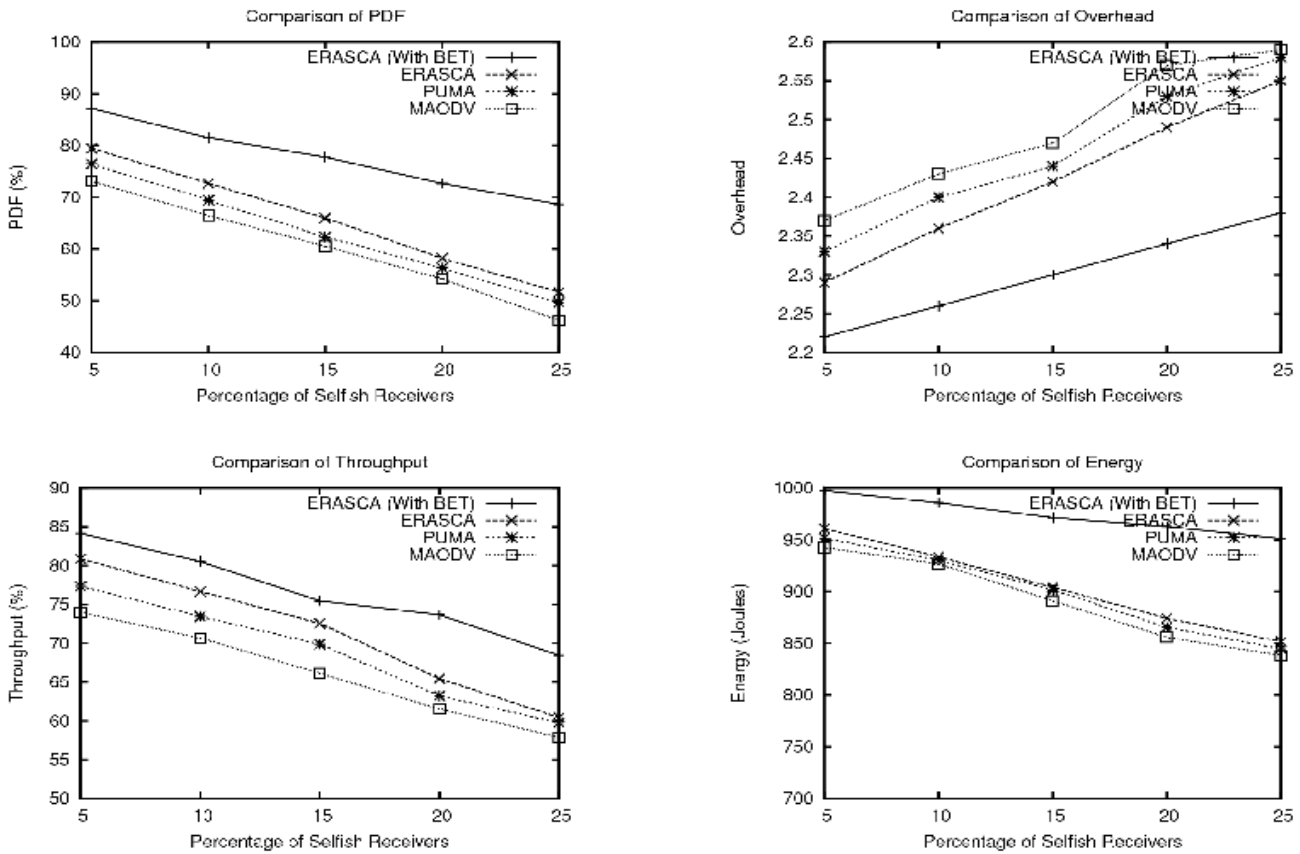 Comparison of PDF
100
90
80
70
60
50
40
PDF (%)
ERASCA (With BET)
ERASCA
PUMA
MAODV
5 10 15 20 25
Percentage of Selfish Receivers
Comparison of Overhead
2.6
2.55
2.5
2.45
2.4
2.35
2.3
2.25
2.2
Overhead
ERASCA (With BET)
ERASCA
PUMA
MAODV
5 10 15 20 25
Percentage of Selfish Receivers
Comparison of Throughput
90
85
80
75
70
65
60
55
50
Throughput (%)
ERASCA (With BET)
ERASCA
PUMA
MAODV
5 10 15 20 25
Percentage of Selfish Receivers
Comparison of Energy
1000
950
900
850
800
750
700
Energy (Joules)
ERASCA (With BET)
ERASCA
PUMA
MAODV
5 10 15 20 25
Percentage of Selfish Receivers